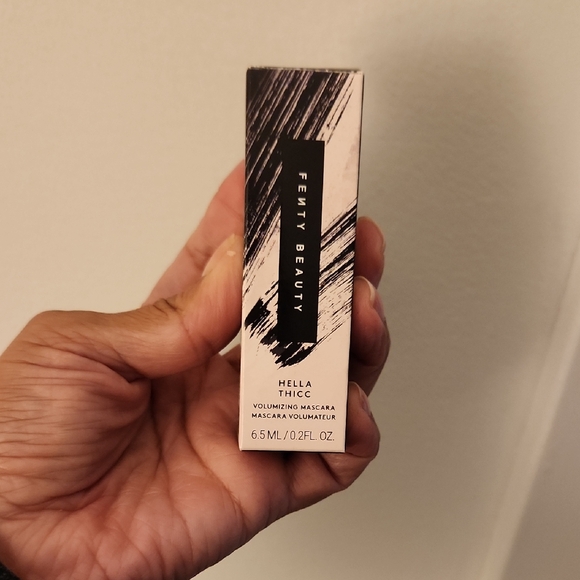 FENTY BEAUTY
HELLA
THICC
VOLUMIZING MASCARA
MASCARA VOLUMATEUR
6.5 ML / 0.2FL. OZ.